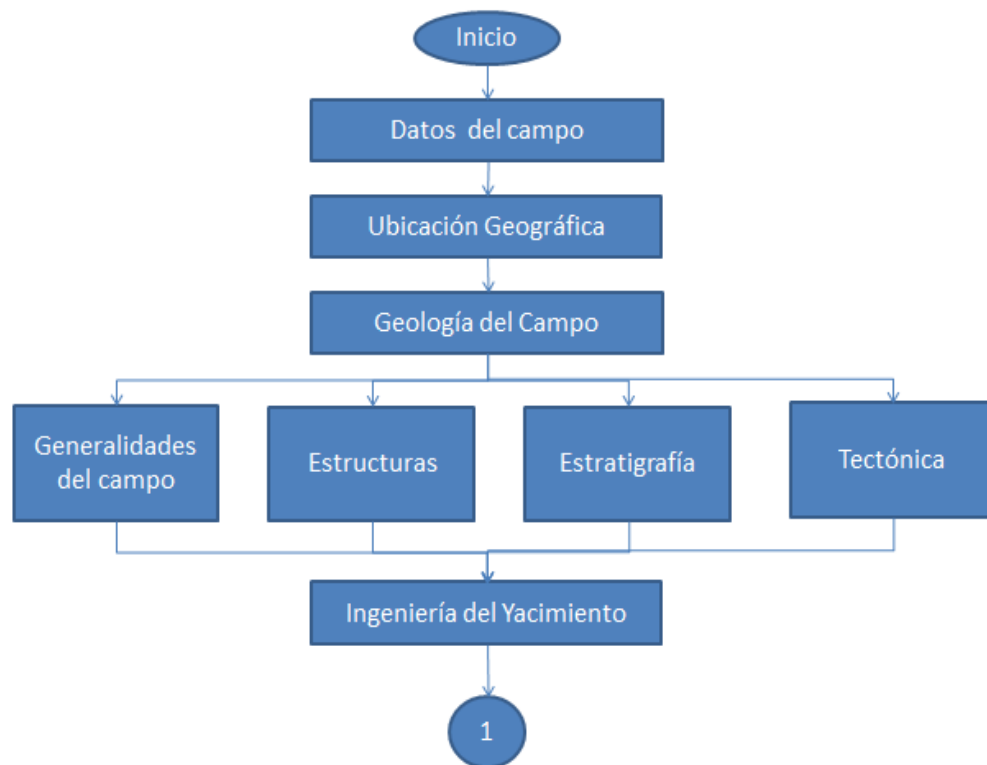 Inicio
Datos del campo
Ubicación Geográfica
Geología del Campo
Generalidades
del campo
Estructuras
Estratigrafía
Tectónica
Ingeniería del Yacimiento
1